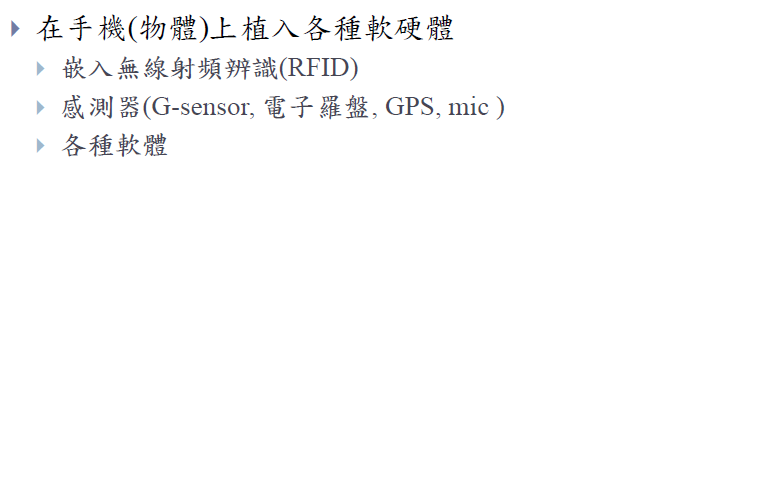 在手機(物體)上植入各種軟硬體
嵌入無線射頻辨識(RFID)
感測器(G-sensor, 電子羅盤, GPS, mic )
各種軟體